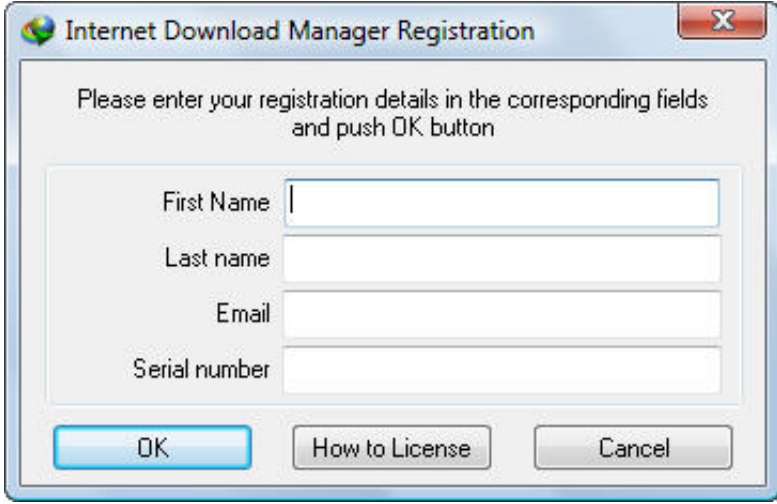 Internet Download Manager Registration
Please enter your registration details in the corresponding fields
and push OK button
First Name
Last name
Email
Serial number
OK How to License Cancel